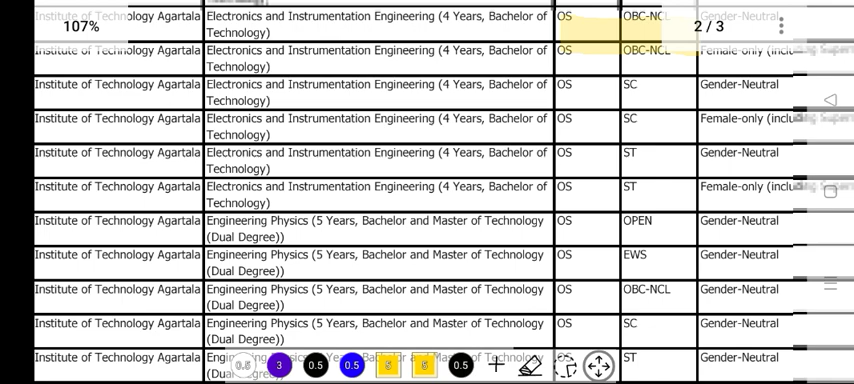 Institute of Technology Agartala Electronics and Instrumentation Engineering (4 Years, Bachelor of OS OBC-NCL Gender-Neutral
Technology)
107% 2 / 3
Institute of Technology Agartala Electronics and Instrumentation Engineering (4 Years, Bachelor of OS OBC-NCL Female-only (inclu
Technology)
Institute of Technology Agartala Electronics and Instrumentation Engineering (4 Years, Bachelor of OS SC Gender-Neutral
Technology)
Institute of Technology Agartala Electronics and Instrumentation Engineering (4 Years, Bachelor of OS SC Female-only (including
Technology)
Institute of Technology Agartala Electronics and Instrumentation Engineering (4 Years, Bachelor of OS ST Gender-Neutral
Technology)
Institute of Technology Agartala Electronics and Instrumentation Engineering (4 Years, Bachelor of OS ST Female-only (inclu
Technology)
Institute of Technology Agartala Engineering Physics (5 Years, Bachelor and Master of Technology OS OPEN Gender-Neutral
(Dual Degree))
Institute of Technology Agartala Engineering Physics (5 Years, Bachelor and Master of Technology OS EWS Gender-Neutral
(Dual Degree))
Institute of Technology Agartala Engineering Physics (5 Years, Bachelor and Master of Technology OS OBC-NCL Gender-Neutral
(Dual Degree))
Institute of Technology Agartala Engineering Physics (5 Years, Bachelor and Master of Technology OS SC Gender-Neutral
(Dual Degree))
Institute of Technology Agartala Engineering Physics (5 Years, Bachelor and Master of Technology OS ST Gender-Neutral
0.5 3 0.5 0.5 5 5 0.5 +